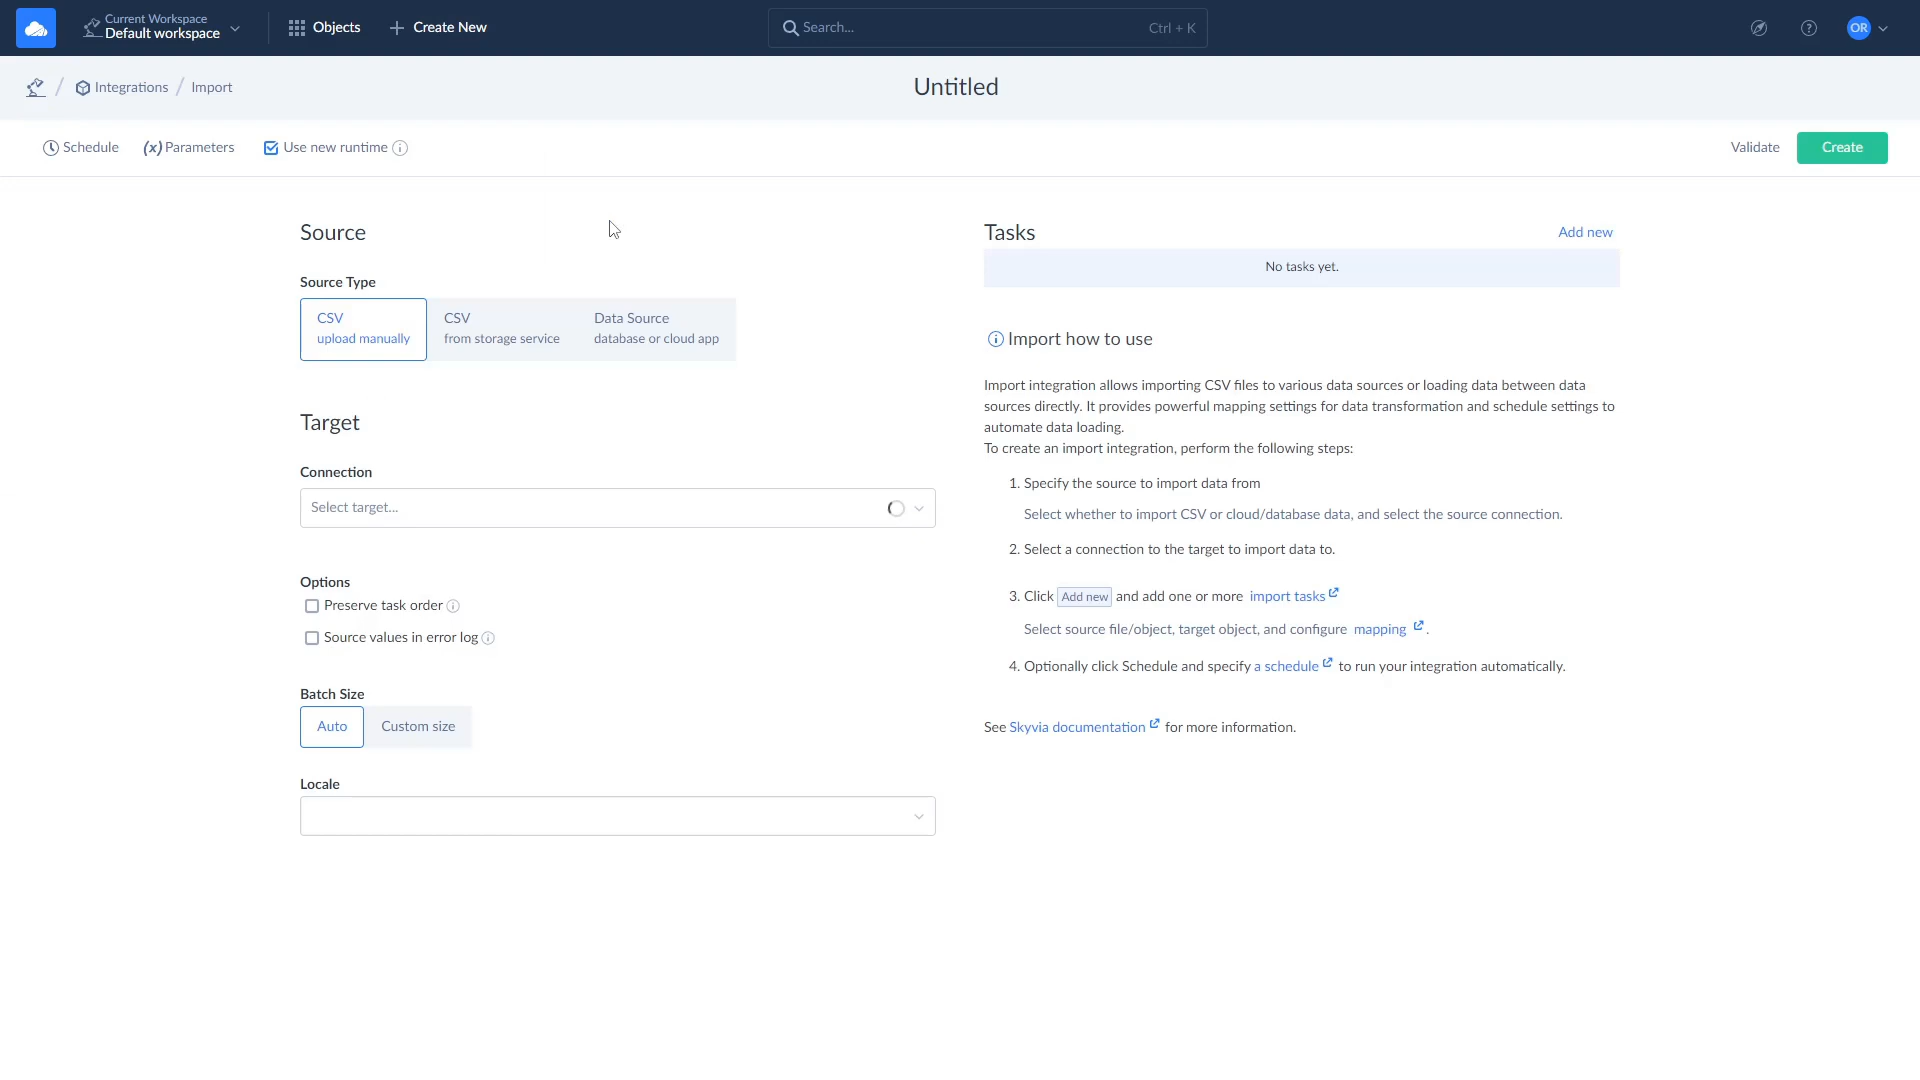 Current Workspace
Default workspace
Objects
Create New
Search...
Ctrl + K
?
OR
/ Integrations / Import
Untitled
Schedule
(x) Parameters
Use new runtime
Validate
Create
Source
Source Type
CSV
upload manually
CSV
from storage service
Data Source
database or cloud app
Target
Connection
Select target...
Options
Preserve task order
Source values in error log
Batch Size
Auto
Custom size
Locale
Tasks
Add new
No tasks yet.
Import how to use
Import integration allows importing CSV files to various data sources or loading data between data
sources directly. It provides powerful mapping settings for data transformation and schedule settings to
automate data loading.
To create an import integration, perform the following steps:
1. Specify the source to import data from
Select whether to import CSV or cloud/database data, and select the source connection.
2. Select a connection to the target to import data to.
3. Click Add new and add one or more import tasks
Select source file/object, target object, and configure mapping .
4. Optionally click Schedule and specify a schedule to run your integration automatically.
See Skyvia documentation for more information.